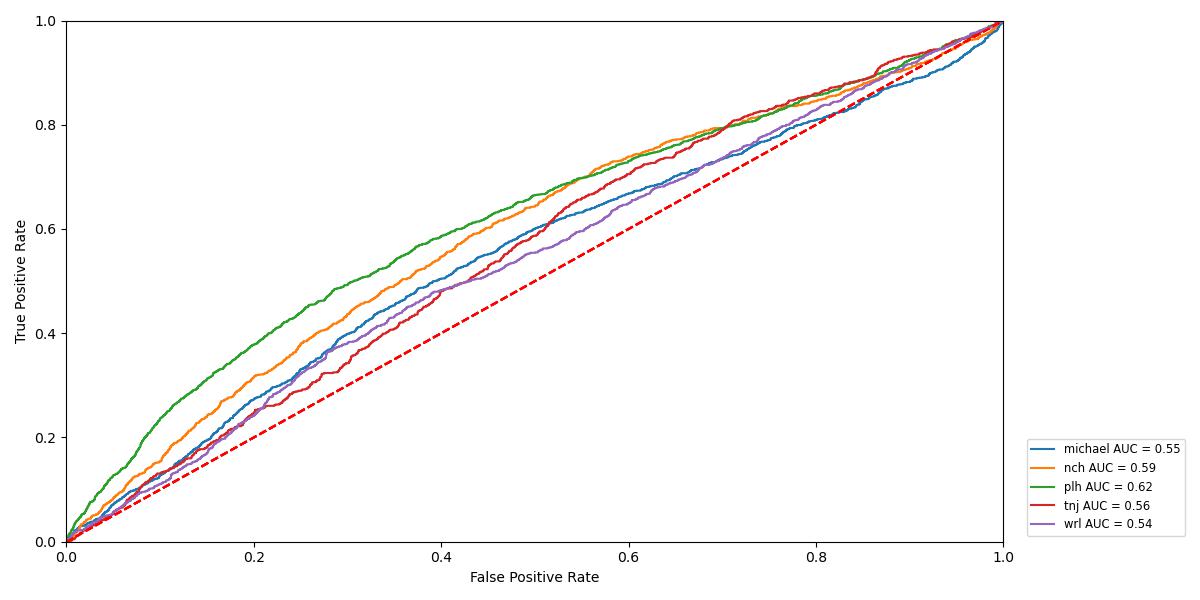 1.0
0.8
0.6
0.4
0.2
0.0
True Positive Rate
0.0 0.2 0.4 0.6 0.8 1.0
False Positive Rate
michael AUC = 0.55
nch AUC = 0.59
plh AUC = 0.62
tnj AUC = 0.56
wrl AUC = 0.54